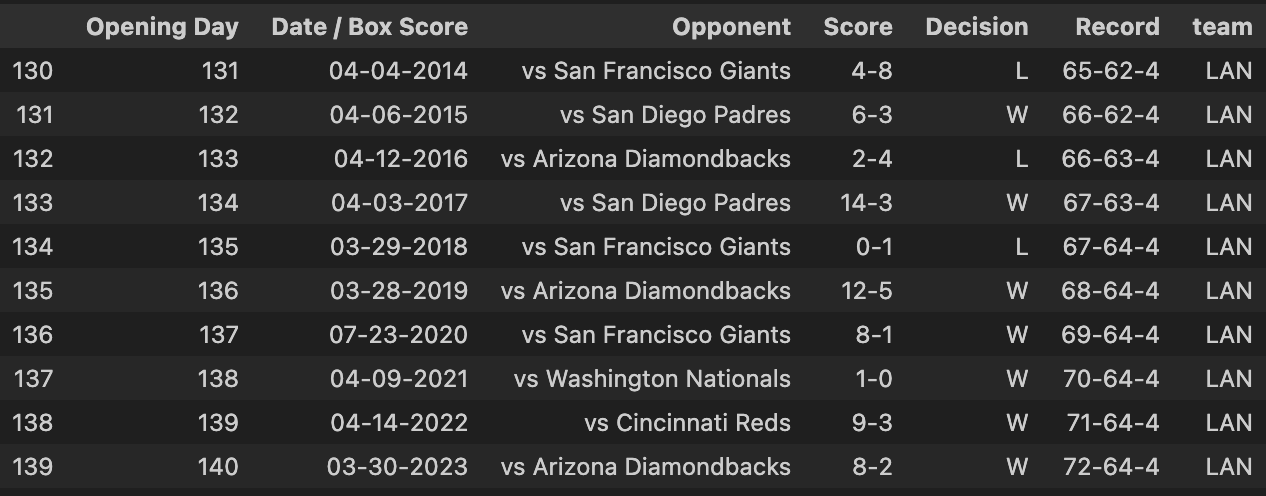 Opening Day Date / Box Score Opponent Score Decision Record team
130 131 04-04-2014 vs San Francisco Giants 4-8 L 65-62-4 LAN
131 132 04-06-2015 vs San Diego Padres 6-3 W 66-62-4 LAN
132 133 04-12-2016 vs Arizona Diamondbacks 2-4 L 66-63-4 LAN
133 134 04-03-2017 vs San Diego Padres 14-3 W 67-63-4 LAN
134 135 03-29-2018 vs San Francisco Giants 0-1 L 67-64-4 LAN
135 136 03-28-2019 vs Arizona Diamondbacks 12-5 W 68-64-4 LAN
136 137 07-23-2020 vs San Francisco Giants 8-1 W 69-64-4 LAN
137 138 04-09-2021 vs Washington Nationals 1-0 W 70-64-4 LAN
138 139 04-14-2022 vs Cincinnati Reds 9-3 W 71-64-4 LAN
139 140 03-30-2023 vs Arizona Diamondbacks 8-2 W 72-64-4 LAN